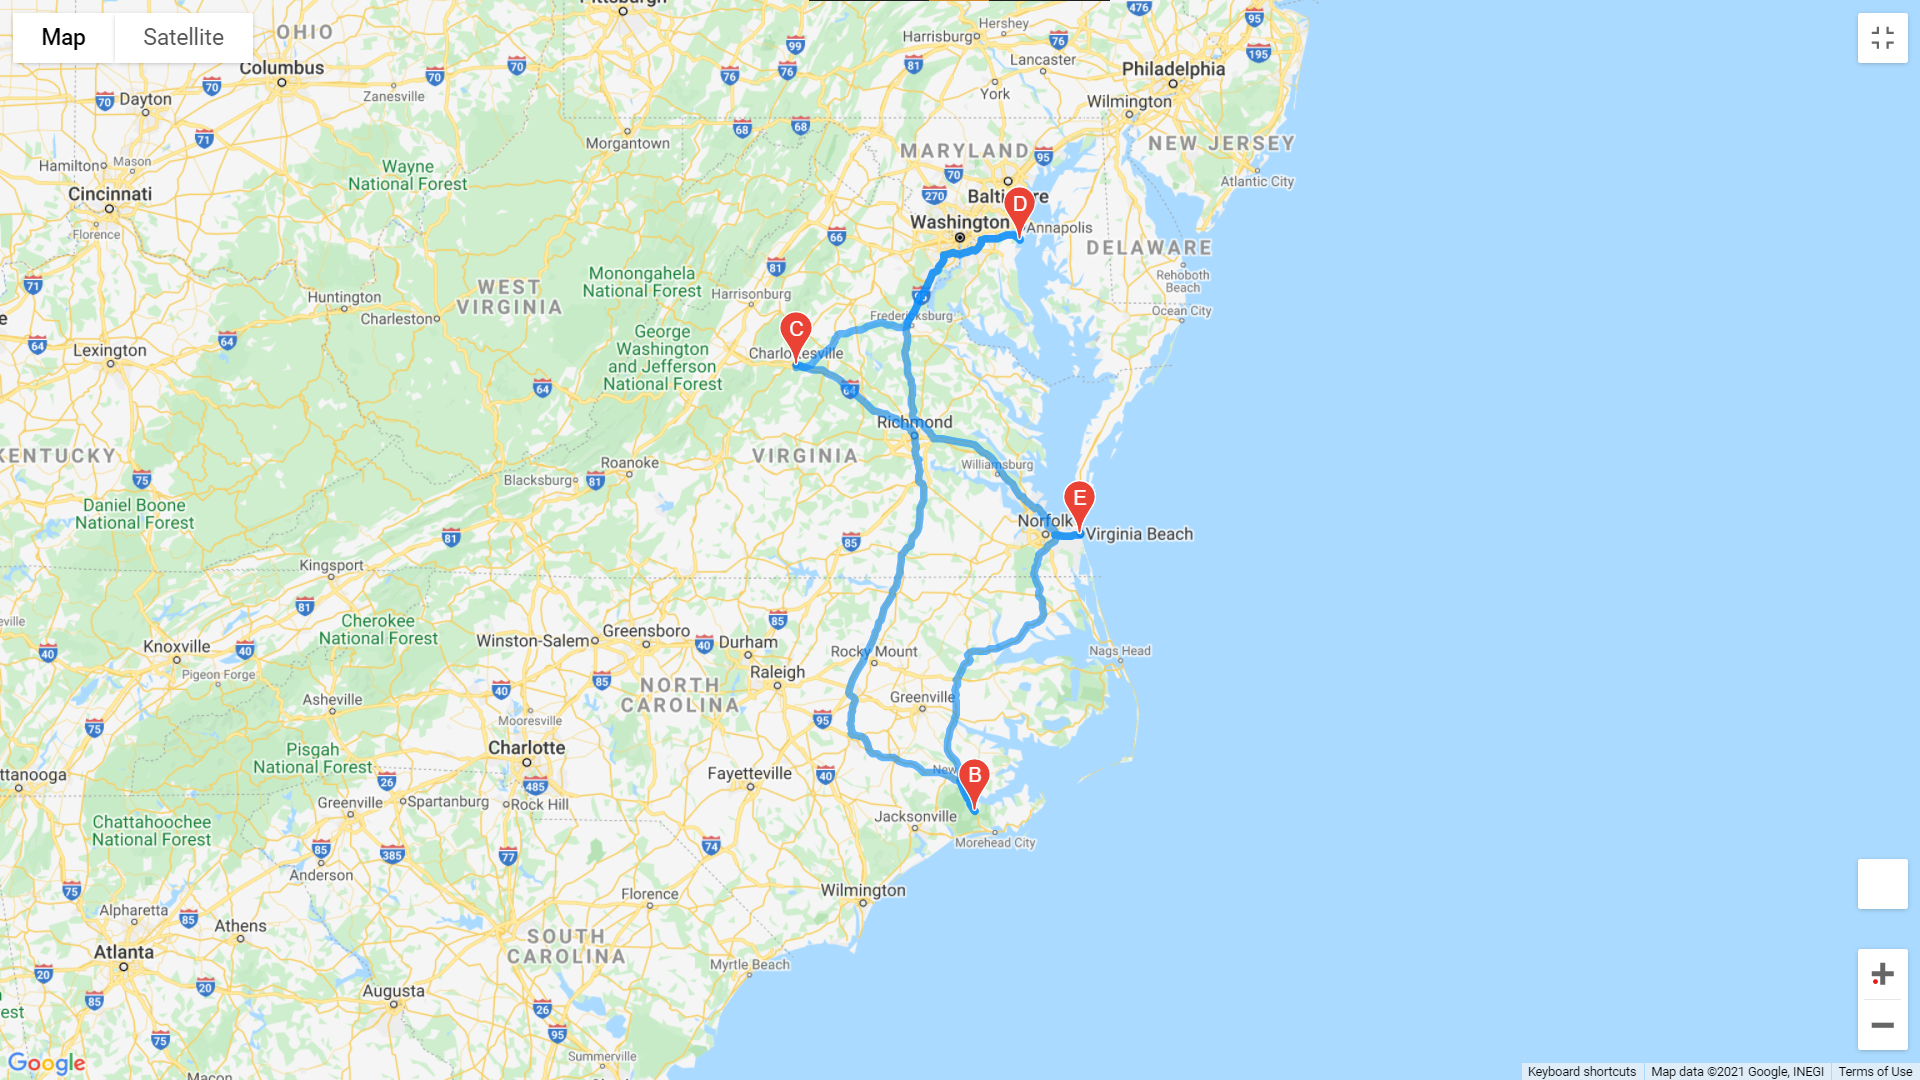 Map
Satellite
OHIO
Columbus
Zanesville
Dayton
Hamilton
Mason
Cincinnati
Florence
Wayne
National Forest
Morgantown
Harrisburg
Hershey
Lancaster
York
Philadelphia
Wilmington
MARYLAND
NEW JERSEY
Atlantic City
Washington
D
Annapolis
DELAWARE
Rehoboth
Beach
Ocean City
WEST
VIRGINIA
Monongahela
National Forest
Harrisonburg
Huntington
Charleston
Lexington
George
Washington
and Jefferson
National Forest
C
Fredericksburg
Richmond
VIRGINIA
Williamsburg
Roanoke
Blacksburg
KENTUCKY
Daniel Boone
National Forest
E
Norfolk
Virginia Beach
Kingsport
Cherokee
National Forest
Knoxville
Pigeon Forge
Winston-Salem
Greensboro
Durham
Raleigh
Rocky Mount
Nags Head
Greenville
Asheville
NORTH
CAROLINA
Mooresville
Charlotte
Pisgah
National Forest
Fayetteville
New
B
Jacksonville
Morehead City
Greenville
Spartanburg
Rock Hill
Chattahoochee
National Forest
Anderson
Wilmington
Florence
Alpharetta
Athens
Atlanta
SOUTH
CAROLINA
Myrtle Beach
Augusta
Summerville
Macon
Google
Keyboard shortcuts
Map data ©2021 Google, INEGI
Terms of Use